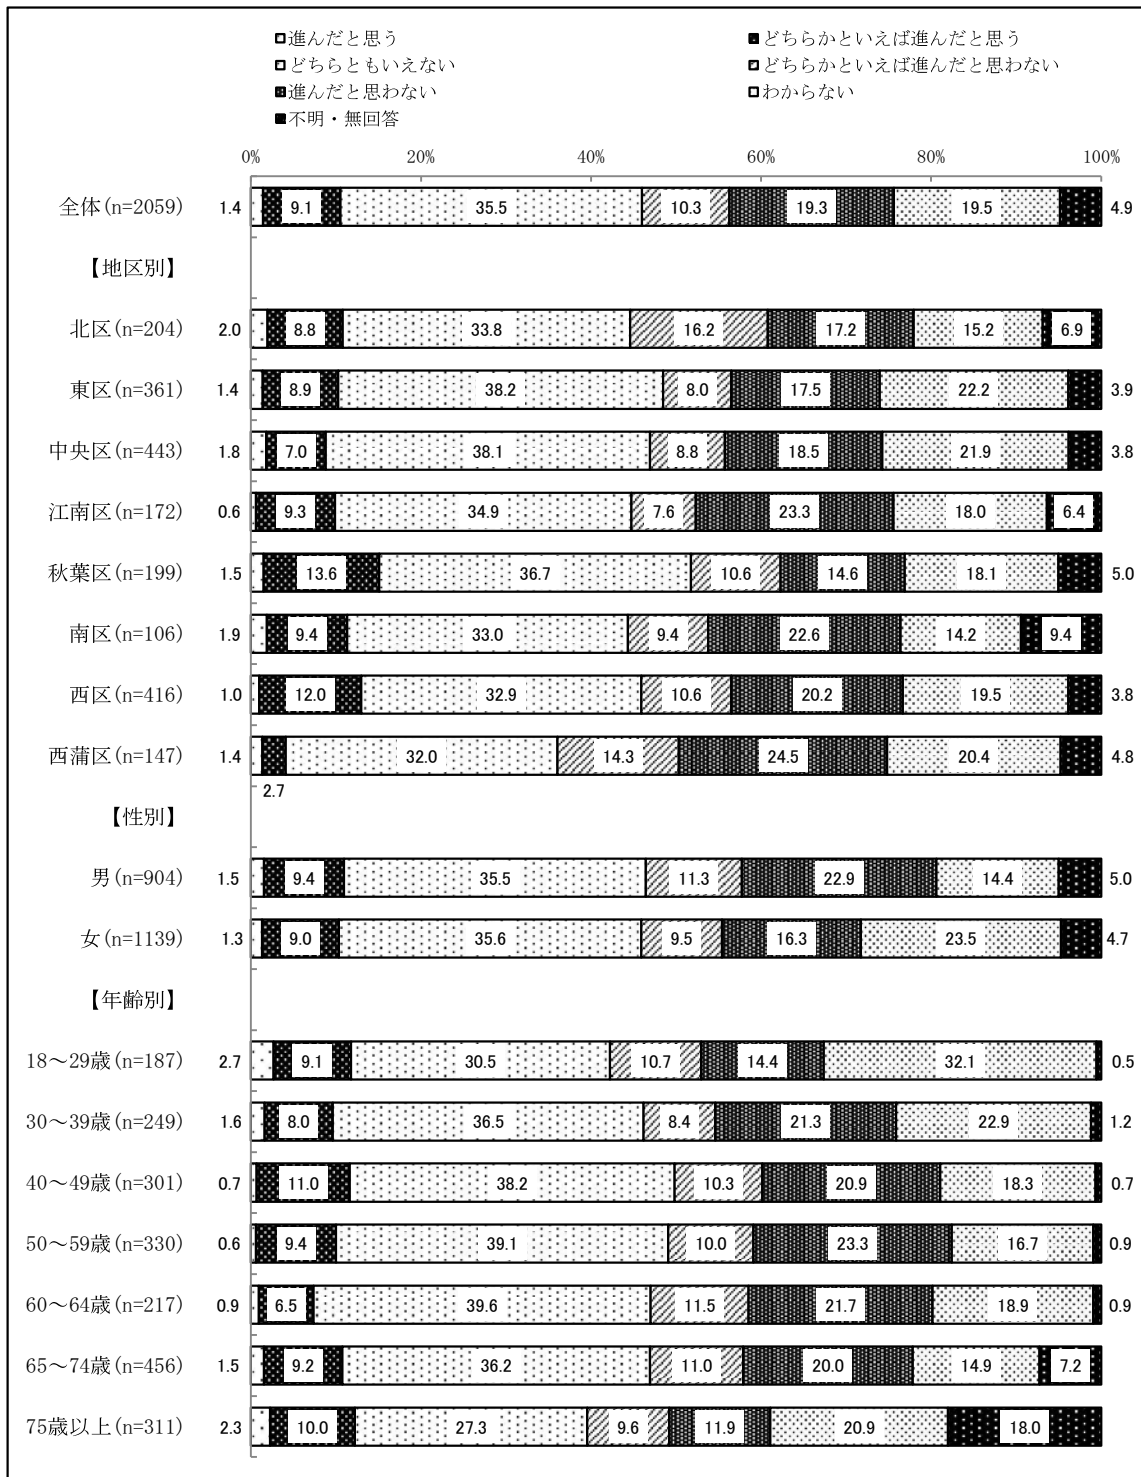 進んだと思う どちらかといえば進んだと思う
どちらともいえない どちらかといえば進んだと思わない
進んだと思わない わからない
不明・無回答
0% 20% 40% 60% 80% 100%
全体(n=2059) 1.4 9.1 35.5 10.3 19.3 19.5 4.9
【地区別】
北区(n=204) 2.0 8.8 33.8 16.2 17.2 15.2 6.9
東区(n=361) 1.4 8.9 38.2 8.0 17.5 22.2 3.9
中央区(n=443) 1.8 7.0 38.1 8.8 18.5 21.9 3.8
江南区(n=172) 0.6 9.3 34.9 7.6 23.3 18.0 6.4
秋葉区(n=199) 1.5 13.6 36.7 10.6 14.6 18.1 5.0
南区(n=106) 1.9 9.4 33.0 9.4 22.6 14.2 9.4
西区(n=416) 1.0 12.0 32.9 10.6 20.2 19.5 3.8
西蒲区(n=147) 1.4 32.0 14.3 24.5 20.4 4.8
2.7
【性別】
男(n=904) 1.5 9.4 35.5 11.3 22.9 14.4 5.0
女(n=1139) 1.3 9.0 35.6 9.5 16.3 23.5 4.7
【年齢別】
18～29歳(n=187) 2.7 9.1 30.5 10.7 14.4 32.1 0.5
30～39歳(n=249) 1.6 8.0 36.5 8.4 21.3 22.9 1.2
40～49歳(n=301) 0.7 11.0 38.2 10.3 20.9 18.3 0.7
50～59歳(n=330) 0.6 9.4 39.1 10.0 23.3 16.7 0.9
60～64歳(n=217) 0.9 6.5 39.6 11.5 21.7 18.9 0.9
65～74歳(n=456) 1.5 9.2 36.2 11.0 20.0 14.9 7.2
75歳以上(n=311) 2.3 10.0 27.3 9.6 11.9 20.9 18.0